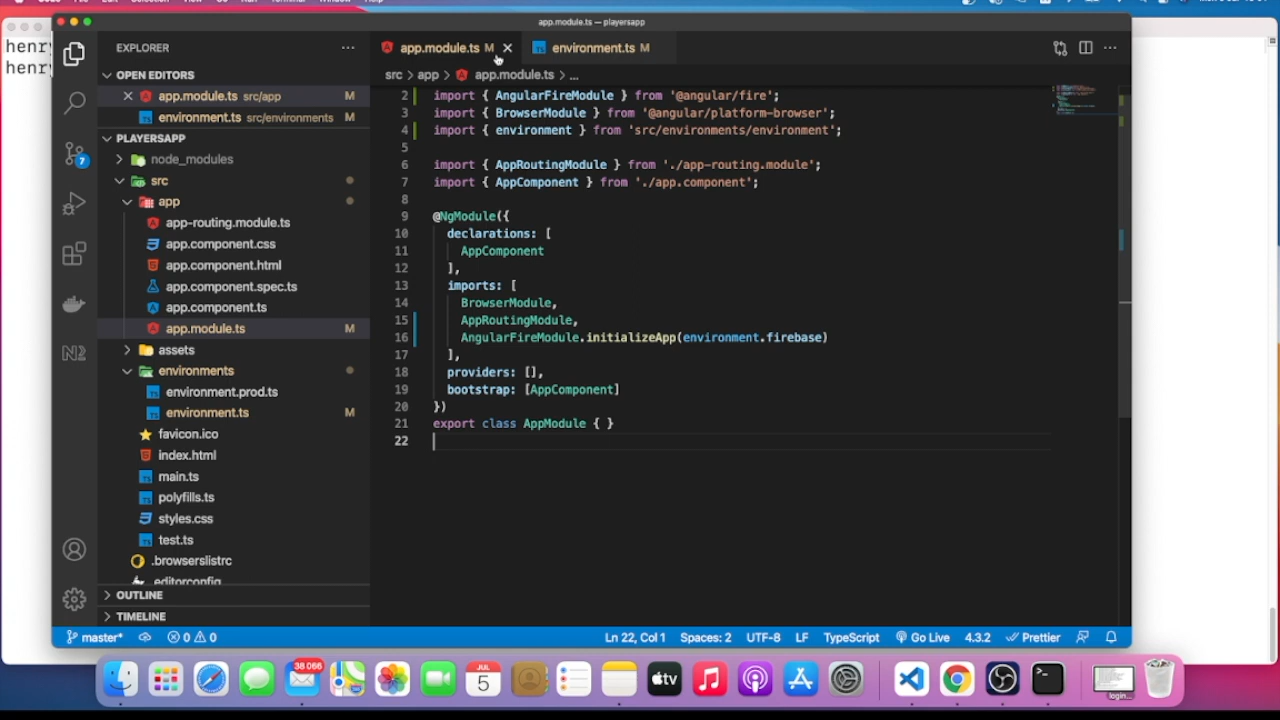 app.module.ts — playersapp
henry
henry
EXPLORER
OPEN EDITORS
app.module.ts src/app M
environment.ts src/environments M
PLAYERSAPP
node_modules
src
app
app-routing.module.ts
app.component.css
app.component.html
app.component.spec.ts
app.component.ts
app.module.ts M
assets
environments
environment.prod.ts
environment.ts M
favicon.ico
index.html
main.ts
polyfills.ts
styles.css
test.ts
.browserslistrc
.editorconfig
OUTLINE
TIMELINE
7
app.module.ts M
environment.ts M
src > app > app.module.ts > ...
2 import { AngularFireModule } from '@angular/fire';
3 import { BrowserModule } from '@angular/platform-browser';
4 import { environment } from 'src/environments/environment';
5
6 import { AppRoutingModule } from './app-routing.module';
7 import { AppComponent } from './app.component';
8
9 @NgModule({
10 declarations: [
11 AppComponent
12 ],
13 imports: [
14 BrowserModule,
15 AppRoutingModule,
16 AngularFireModule.initializeApp(environment.firebase)
17 ],
18 providers: [],
19 bootstrap: [AppComponent]
20 })
21 export class AppModule { }
22
master* 0 0 Ln 22, Col 1 Spaces: 2 UTF-8 LF TypeScript Go Live 4.3.2 Prettier
38 066
JUL
5
tv
login...